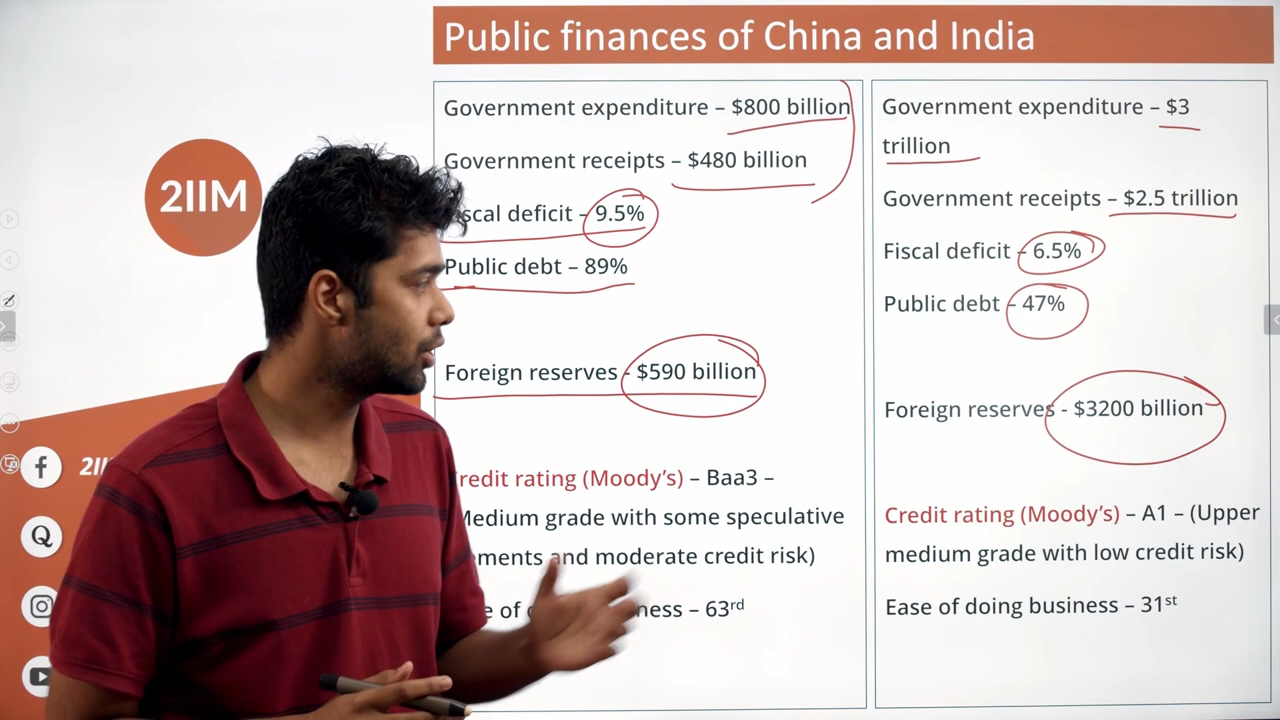 Public finances of China and India
2IIM
Government expenditure – $800 billion
Government receipts – $480 billion
scal deficit – 9.5%
Public debt – 89%
Foreign reserves - $590 billion
redit rating (Moody's) – Baa3 –
Medium grade with some speculative
ments and moderate credit risk)
e of ness – 63rd
Government expenditure – $3
trillion
Government receipts – $2.5 trillion
Fiscal deficit – 6.5%
Public debt – 47%
Foreign reserves - $3200 billion
Credit rating (Moody's) – A1 – (Upper
medium grade with low credit risk)
Ease of doing business – 31st
f 2II
Q